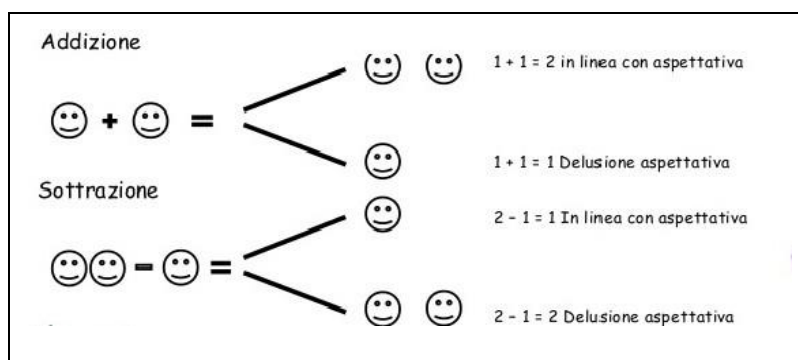 Addizione
1 + 1 = 2 in linea con aspettativa
+ =
1 + 1 = 1 Delusione aspettativa
Sottrazione
2 - 1 = 1 In linea con aspettativa
- =
2 - 1 = 2 Delusione aspettativa